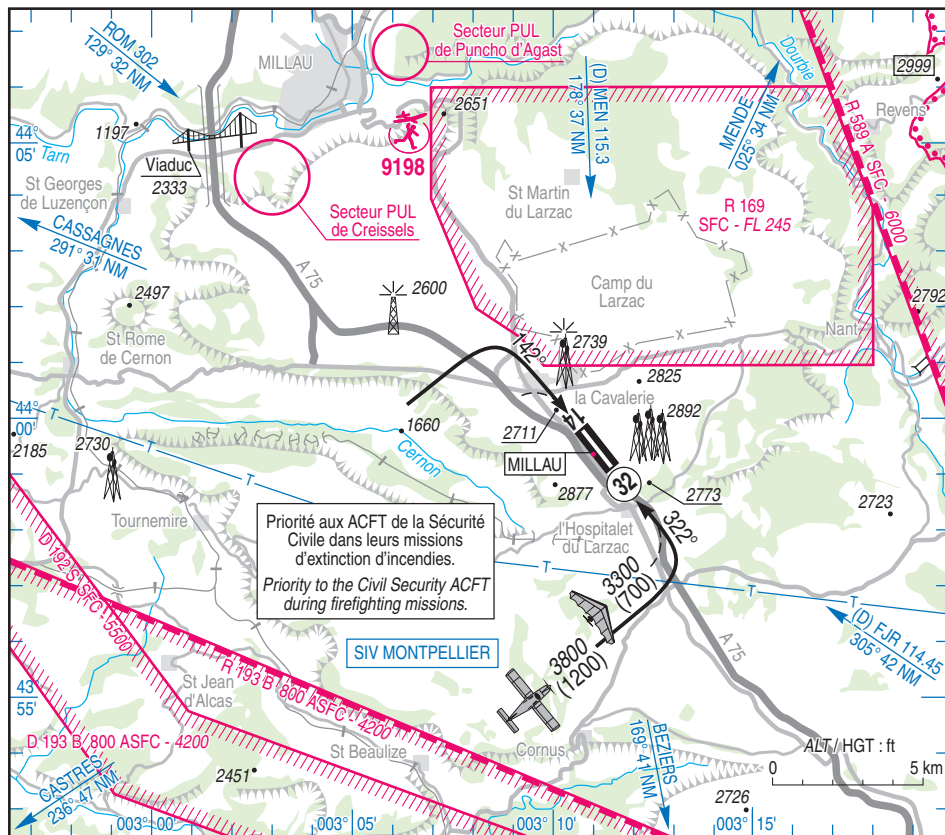 ROM 302
129° 32 NM
MILLAU
Secteur PUL
de Puncho d'Agast
Dourbie
2999
Revens
(D) MEN 115.3
178° 37 NM
MENDE
025° 34 NM
R 589 A SFC - 6000
44°
05'
1197
Tarn
Viaduc
2333
St Georges
de Luzençon
2651
9198
Secteur PUL
de Creissels
St Martin
du Larzac
R 169
SFC - FL 245
CASSAGNES
291° 31 NM
A 75
2497
2600
Camp du
Larzac
2792
Nant
St Rome
de Cernon
142°
2739
2825
la Cavalerie
44°
00'
T
T
1660
Cernon
2711
14
2892
2185
2730
MILLAU
32
2877
2773
2723
T
Tournemire
l'Hospitalet
du Larzac
322°
Priorité aux ACFT de la Sécurité
Civile dans leurs missions
d'extinction d'incendies.
Priority to the Civil Security ACFT
during firefighting missions.
3300
(700)
T
T
D 192 S SFC - 5500
SIV MONTPELLIER
3800
(1200)
A 75
(D) FJR 114.45
305° 42 NM
R 193 B 800 ASFC - 4200
St Jean
d'Alcas
43°
55'
D 193 B 800 ASFC - 4200
St Beaulize
Cornus
BEZIERS
169° 41 NM
ALT / HGT : ft
0
5 km
CASTRES
236° 47 NM
2451
2726
003° 00'
003° 05'
003° 10'
003° 15'